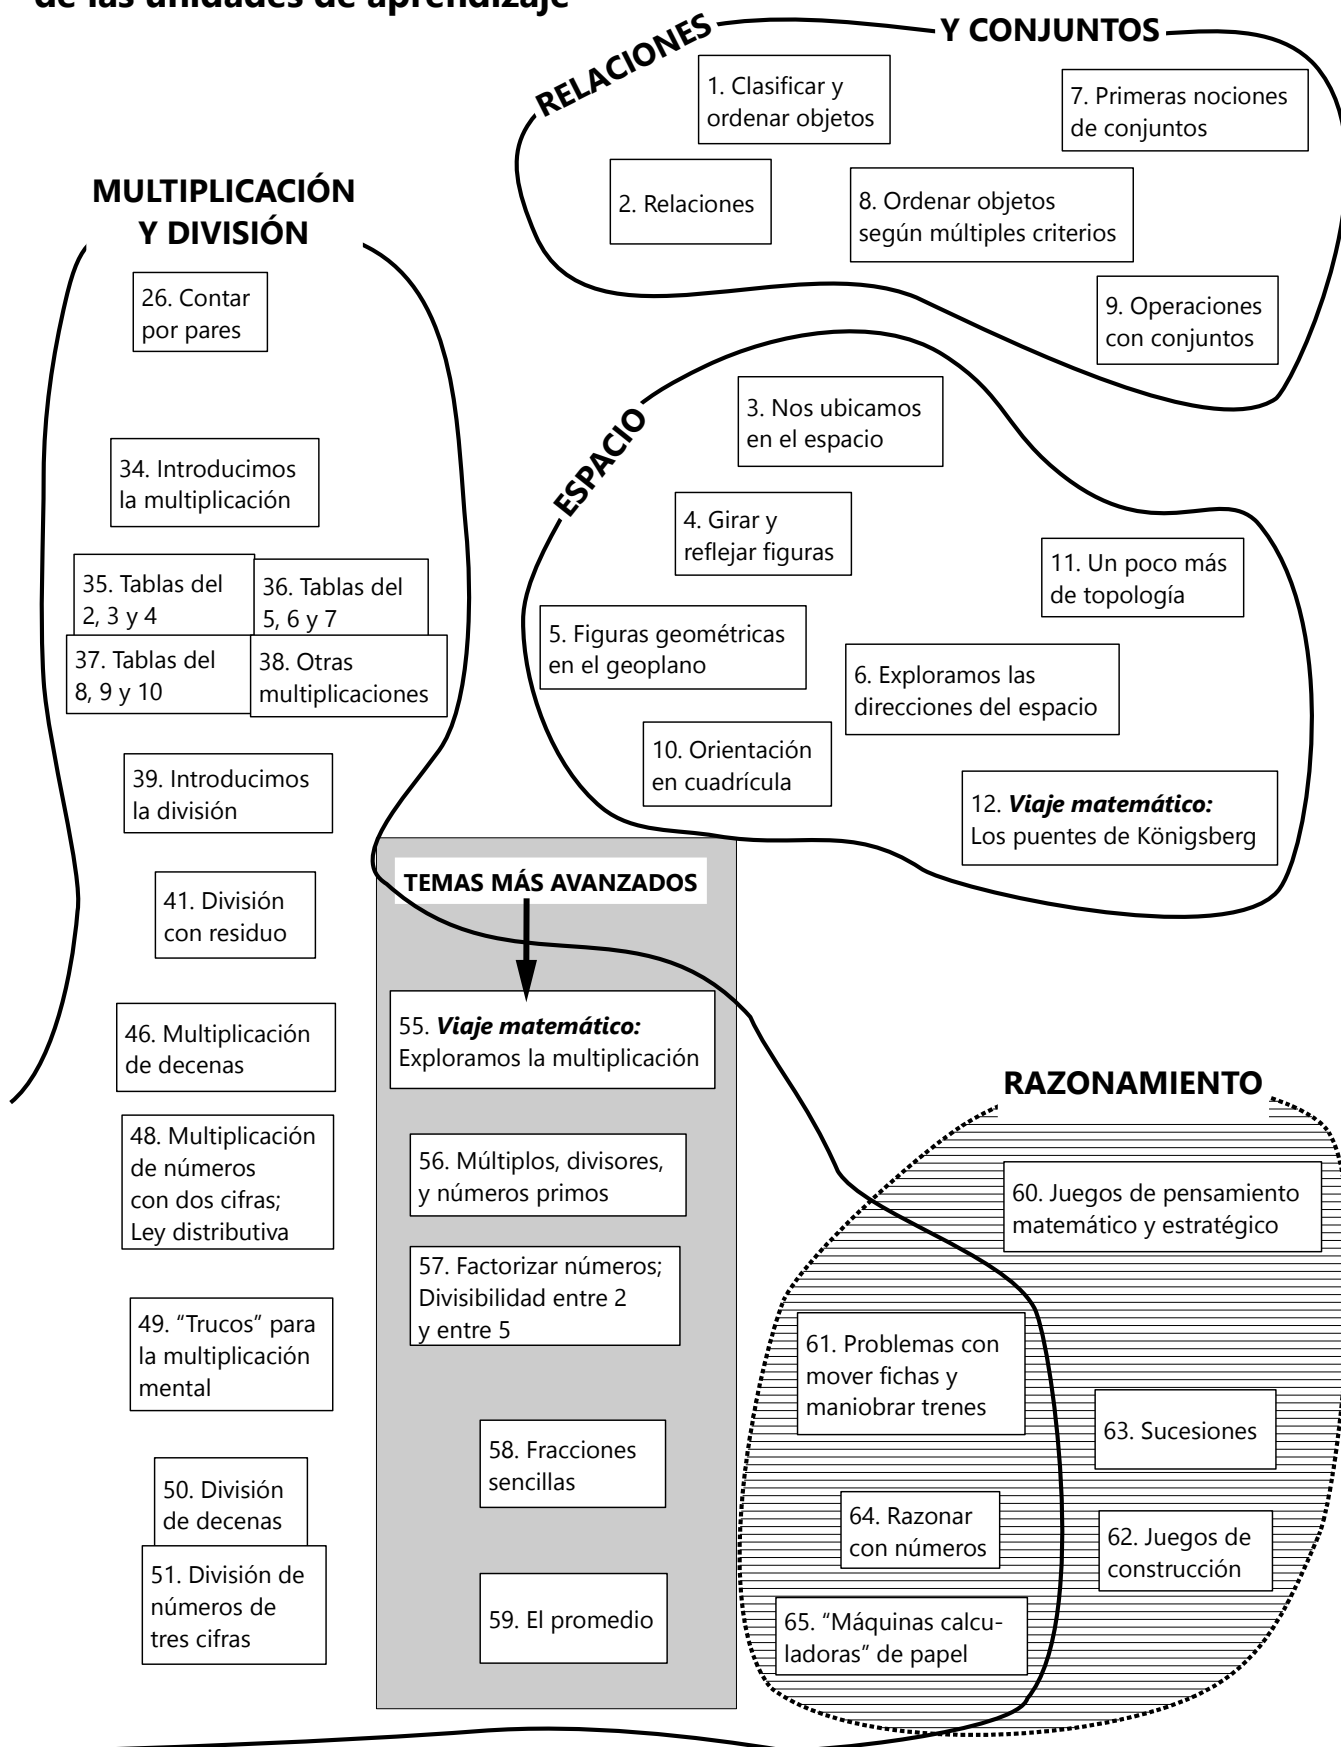 de las unidades de aprendizaje
RELACIONES Y CONJUNTOS
1. Clasificar y
ordenar objetos
7. Primeras nociones
de conjuntos
2. Relaciones
8. Ordenar objetos
según múltiples criterios
9. Operaciones
con conjuntos
MULTIPLICACIÓN
Y DIVISIÓN
26. Contar
por pares
34. Introducimos
la multiplicación
35. Tablas del
2, 3 y 4
36. Tablas del
5, 6 y 7
37. Tablas del
8, 9 y 10
38. Otras
multiplicaciones
39. Introducimos
la división
41. División
con residuo
46. Multiplicación
de decenas
48. Multiplicación
de números
con dos cifras;
Ley distributiva
49. “Trucos” para
la multiplicación
mental
50. División
de decenas
51. División de
números de
tres cifras
ESPACIO
3. Nos ubicamos
en el espacio
4. Girar y
reflejar figuras
11. Un poco más
de topología
5. Figuras geométricas
en el geoplano
6. Exploramos las
direcciones del espacio
10. Orientación
en cuadrícula
12. Viaje matemático:
Los puentes de Königsberg
TEMAS MÁS AVANZADOS
55. Viaje matemático:
Exploramos la multiplicación
56. Múltiplos, divisores,
y números primos
57. Factorizar números;
Divisibilidad entre 2
y entre 5
58. Fracciones
sencillas
59. El promedio
RAZONAMIENTO
60. Juegos de pensamiento
matemático y estratégico
61. Problemas con
mover fichas y
maniobrar trenes
63. Sucesiones
64. Razonar
con números
62. Juegos de
construcción
65. “Máquinas calcu-
ladoras” de papel